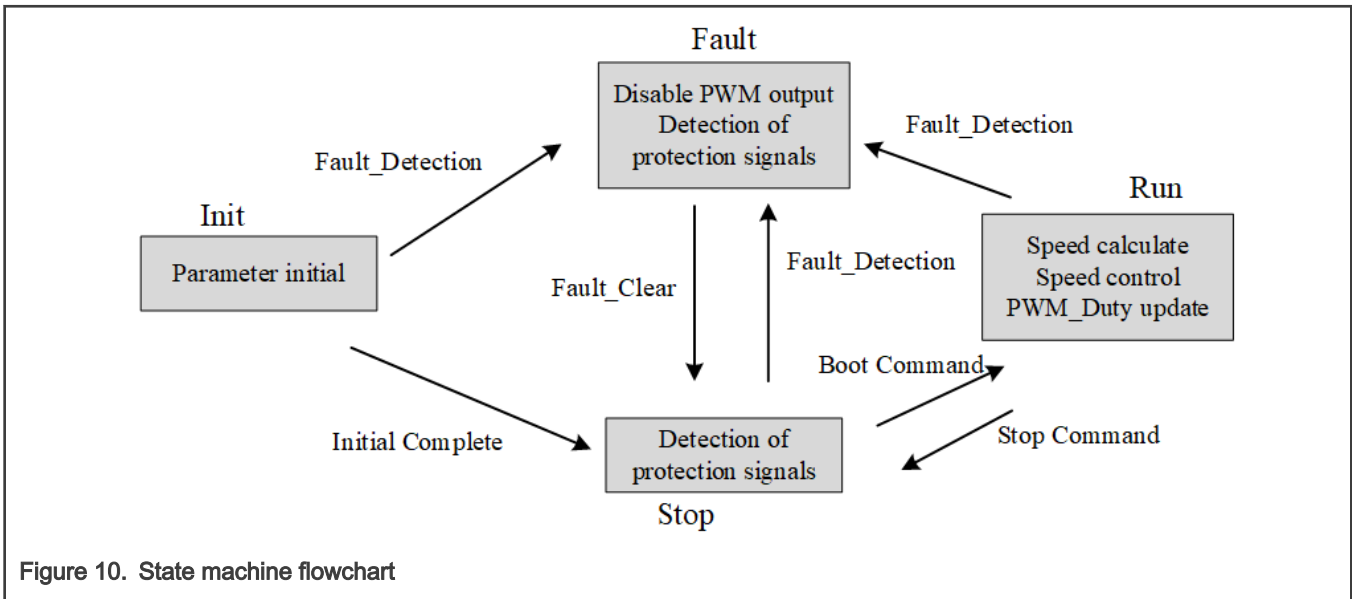 Fault
Disable PWM output
Detection of
protection signals
Fault_Detection
Fault_Detection
Run
Init
Parameter initial
Speed calculate
Speed control
PWM_Duty update
Fault_Clear
Fault_Detection
Boot Command
Initial Complete
Detection of
protection signals
Stop Command
Stop
Figure 10. State machine flowchart